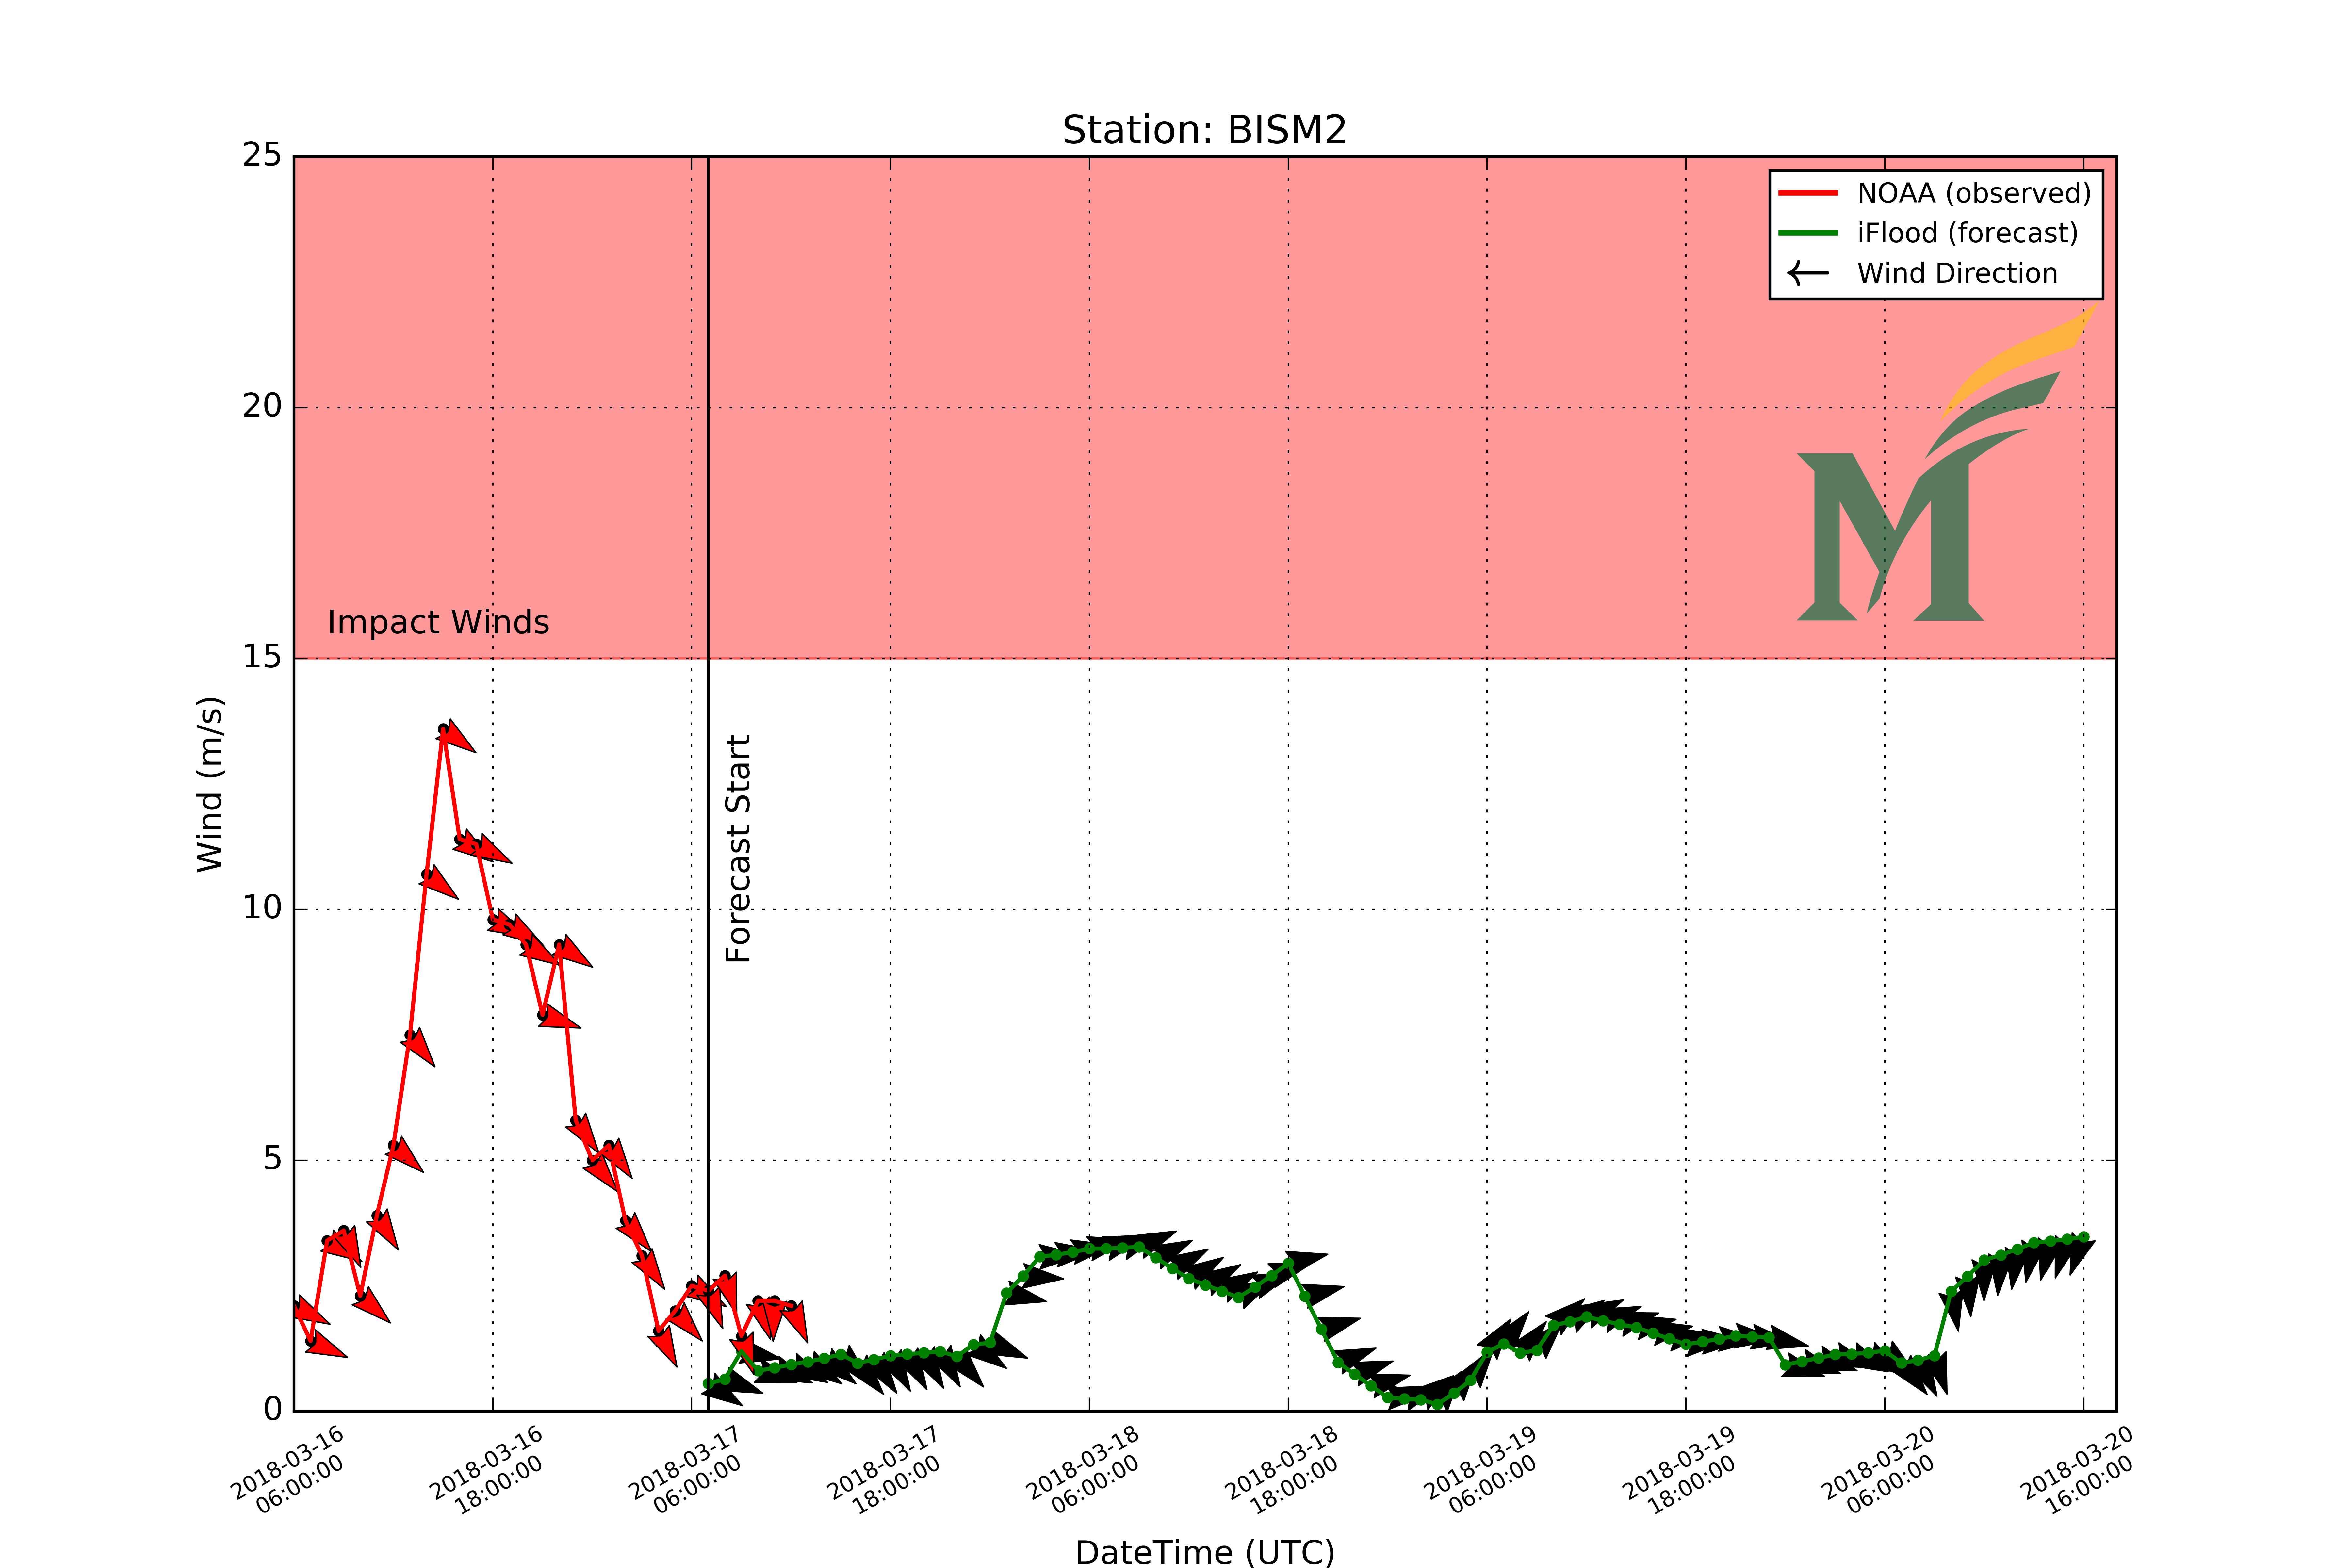 Station: BISM2
25
20
15
10
5
0
Wind (m/s)
NOAA (observed)
iFlood (forecast)
Wind Direction
M
Impact Winds
Forecast Start
2018-03-16
06:00:00
2018-03-16
18:00:00
2018-03-17
06:00:00
2018-03-17
18:00:00
2018-03-18
06:00:00
2018-03-18
18:00:00
2018-03-19
06:00:00
2018-03-19
18:00:00
2018-03-20
06:00:00
2018-03-20
16:00:00
DateTime (UTC)